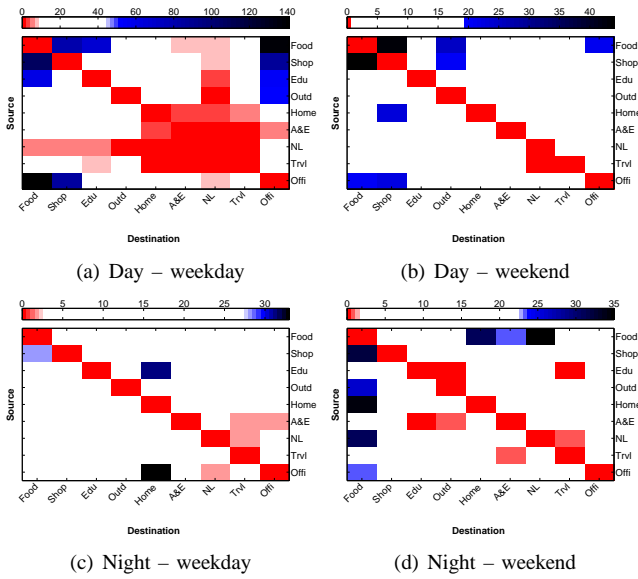 0 20 40 60 80 100 120 140
Food
Shop
Edu
Outd
Home
A&E
NL
Trvl
Offi
Source
Food Shop Edu Outd Home A&E NL Trvl Offi
Destination
(a) Day – weekday
0 10 20 30 40
Food
Shop
Edu
Outd
Home
A&E
NL
Trvl
Offi
Source
Food Shop Edu Outd Home A&E NL Trvl Offi
Destination
(b) Day – weekend
0 5 10 15 20 25 30
Food
Shop
Edu
Outd
Home
A&E
NL
Trvl
Offi
Source
Food Shop Edu Outd Home A&E NL Trvl Offi
Destination
(c) Night – weekday
0 5 10 15 20 25 30 35
Food
Shop
Edu
Outd
Home
A&E
NL
Trvl
Offi
Source
Food Shop Edu Outd Home A&E NL Trvl Offi
Destination
(d) Night – weekend